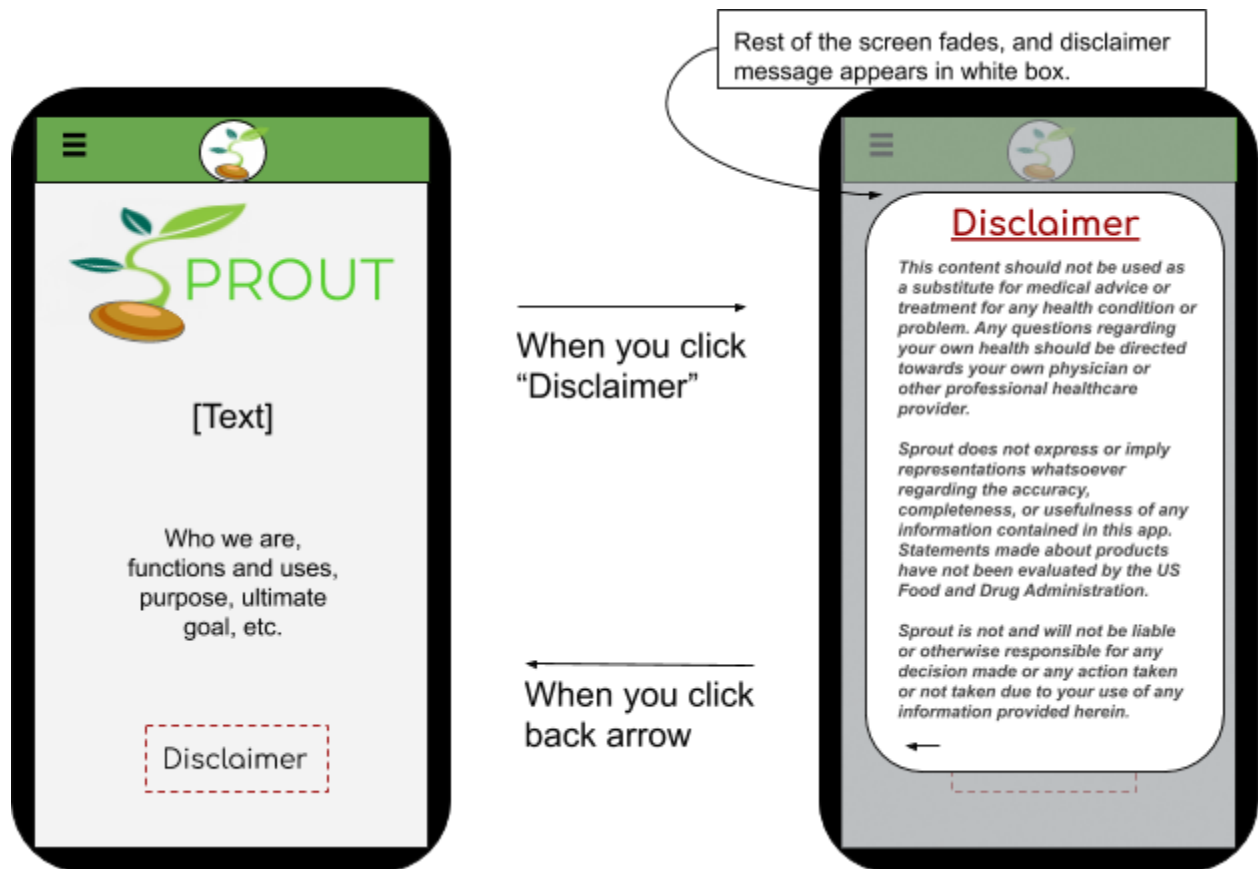 Rest of the screen fades, and disclaimer
message appears in white box.
PROUT
[Text]
Who we are,
functions and uses,
purpose, ultimate
goal, etc.
Disclaimer
When you click
“Disclaimer”
When you click
back arrow
Disclaimer
This content should not be used as
a substitute for medical advice or
treatment for any health condition or
problem. Any questions regarding
your own health should be directed
towards your own physician or
other professional healthcare
provider.
Sprout does not express or imply
representations whatsoever
regarding the accuracy,
completeness, or usefulness of any
information contained in this app.
Statements made about products
have not been evaluated by the US
Food and Drug Administration.
Sprout is not and will not be liable
or otherwise responsible for any
decision made or any action taken
or not taken due to your use of any
information provided herein.